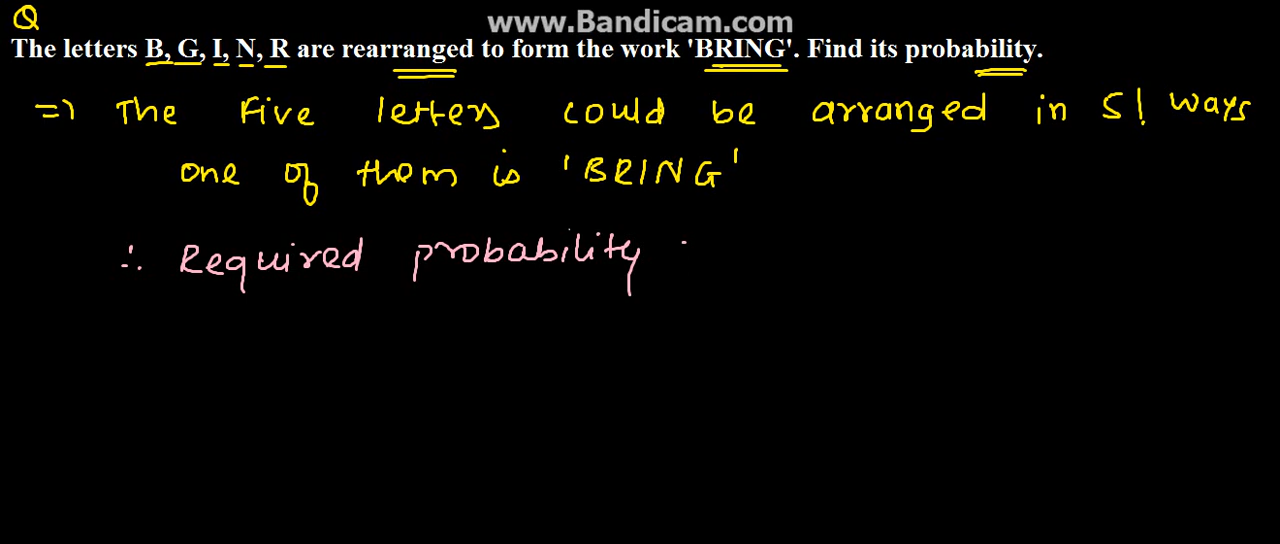 Q
www.Bandicam.com
The letters B, G, I, N, R are rearranged to form the work 'BRING'. Find its probability.
=) The Five letters could be arranged in 5! ways
one of them is 'BRING'
∴ Required probability